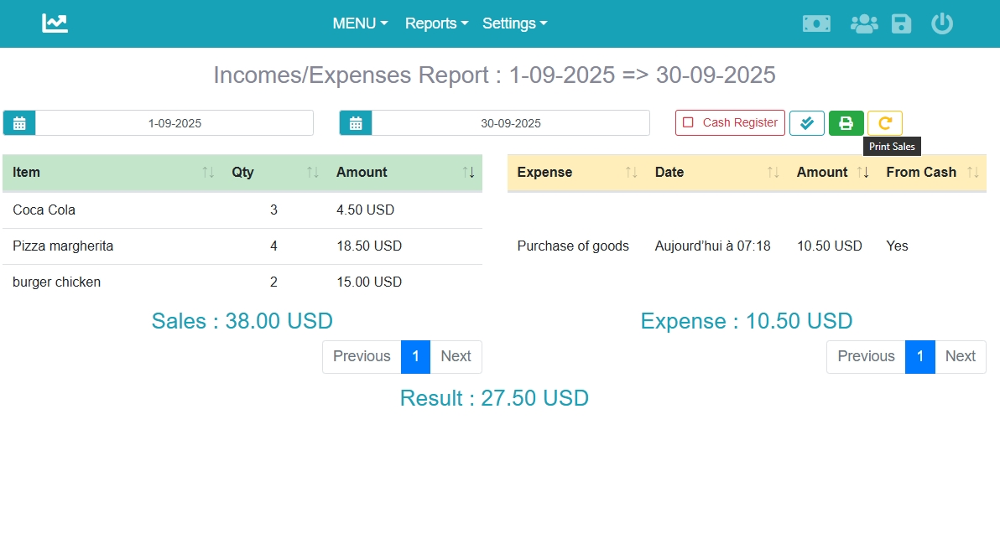 MENU Reports Settings
Incomes/Expenses Report : 1-09-2025 => 30-09-2025
1-09-2025 30-09-2025 Cash Register
Print Sales
Item Qty Amount
Coca Cola 3 4.50 USD
Pizza margherita 4 18.50 USD
burger chicken 2 15.00 USD
Sales : 38.00 USD
Previous 1 Next
Expense Date Amount From Cash
Purchase of goods Aujourd’hui à 07:18 10.50 USD Yes
Expense : 10.50 USD
Previous 1 Next
Result : 27.50 USD